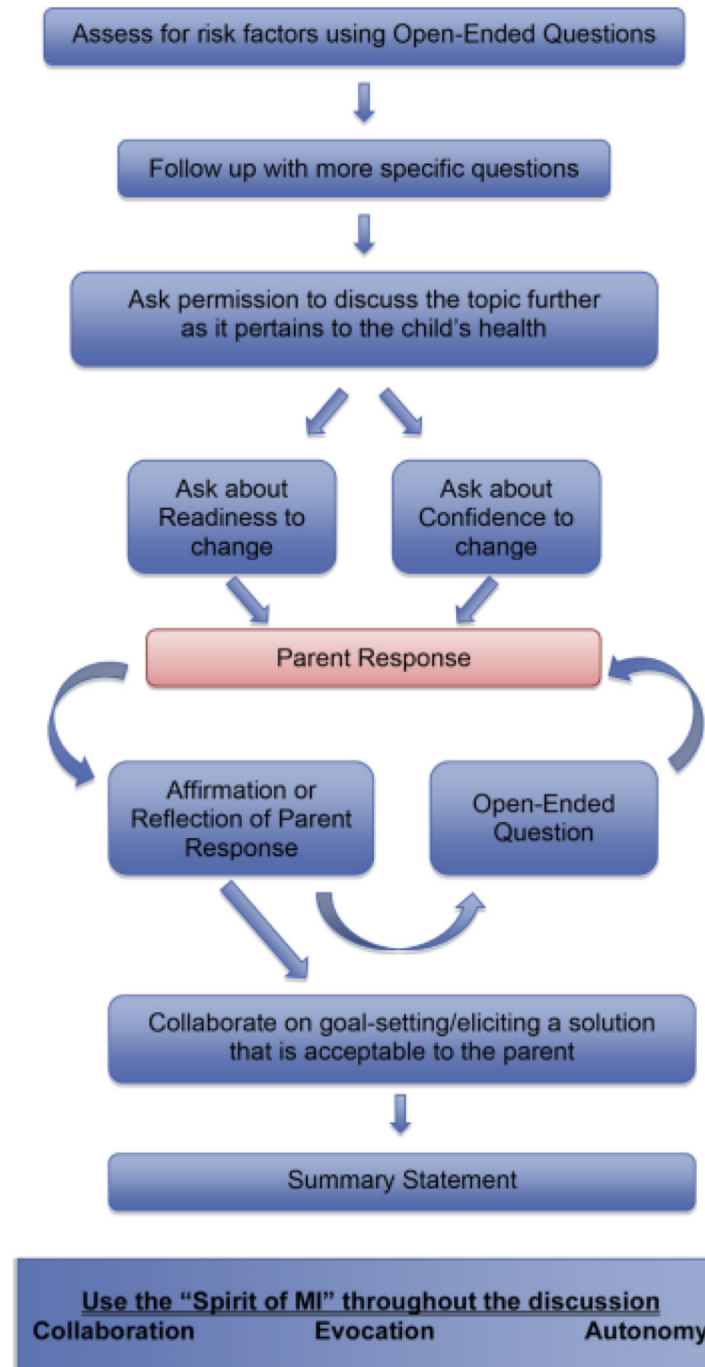 Assess for risk factors using Open-Ended Questions
Follow up with more specific questions
Ask permission to discuss the topic further
as it pertains to the child's health
Ask about
Readiness to
change
Ask about
Confidence to
change
Parent Response
Affirmation or
Reflection of Parent
Response
Open-Ended
Question
Collaborate on goal-setting/eliciting a solution
that is acceptable to the parent
Summary Statement
Use the “Spirit of MI” throughout the discussion
Collaboration Evocation Autonomy